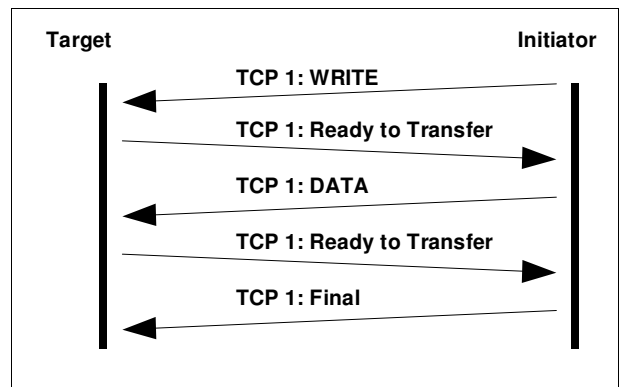 Target Initiator
TCP 1: WRITE
TCP 1: Ready to Transfer
TCP 1: DATA
TCP 1: Ready to Transfer
TCP 1: Final